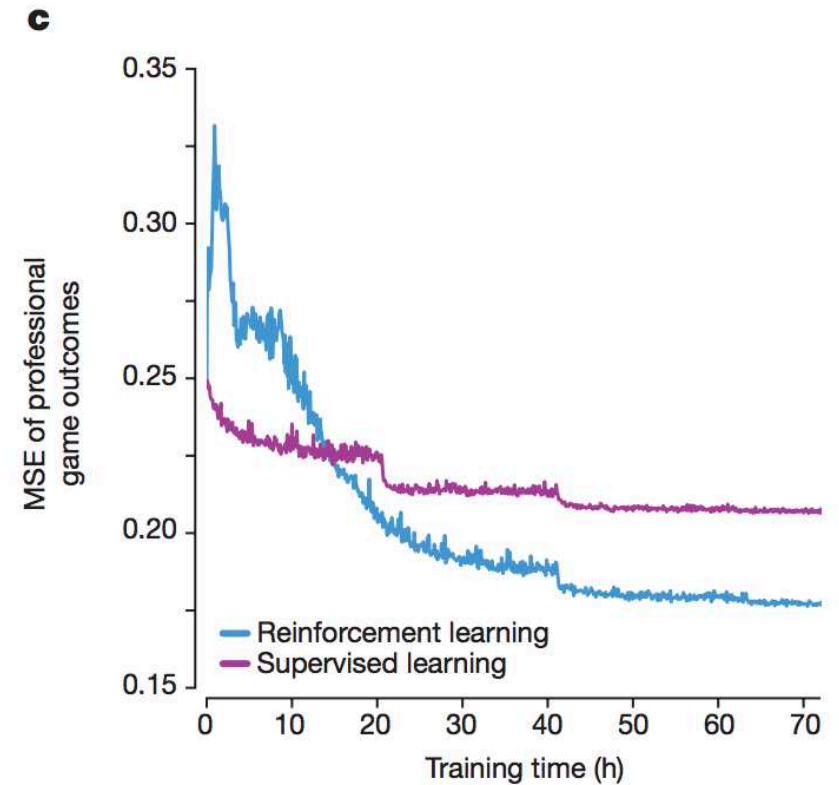 c
0.35
0.30
0.25
0.20
0.15
MSE of professional
game outcomes
Reinforcement learning
Supervised learning
0 10 20 30 40 50 60 70
Training time (h)